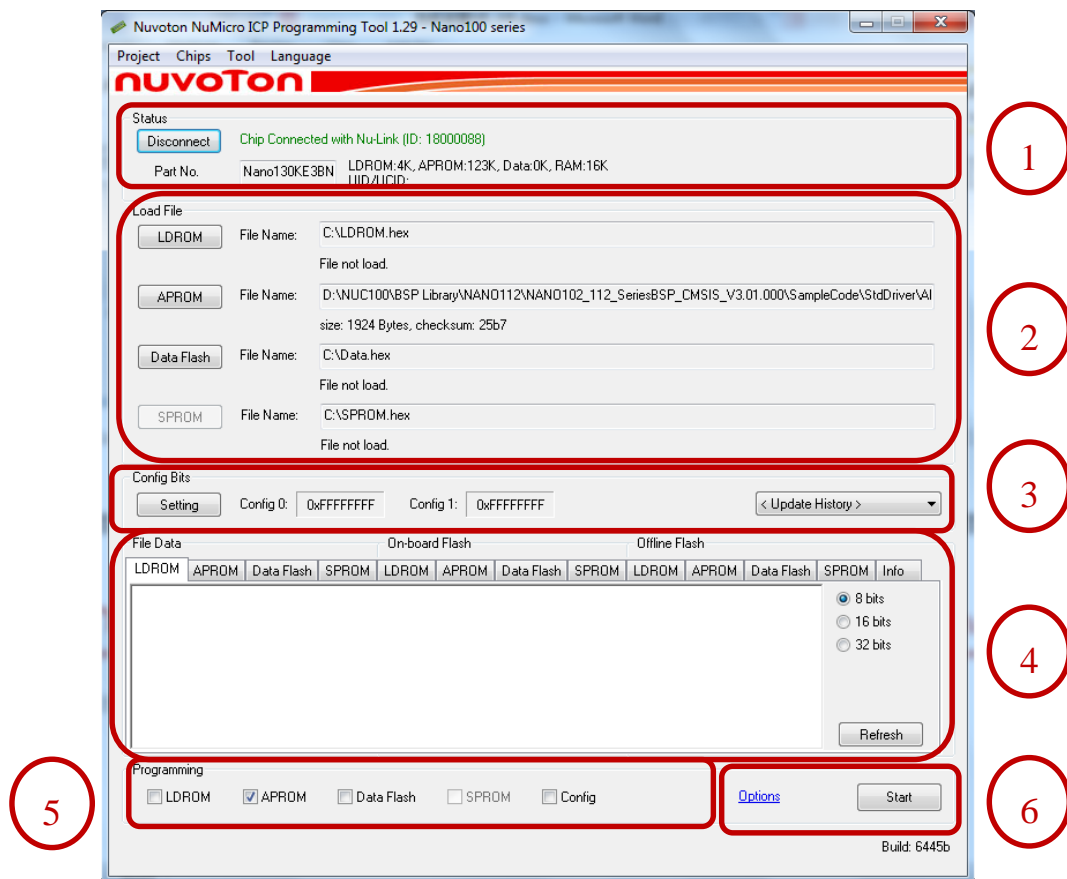 Nuvoton NuMicro ICP Programming Tool 1.29 - Nano100 series
Project Chips Tool Language
nuvoTon
Status
Disconnect Chip Connected with Nu-Link (ID: 18000088)
1
Part No. Nano130KE3BN LDROM:4K, APROM:123K, Data:0K, RAM:16K
UID/UCID:
Load File
LDROM File Name: C:\LDROM.hex
File not load.
APROM File Name: D:\NUC100\BSP Library\NANO112\NANO102_112_SeriesBSP_CMSIS_V3.01.000\SampleCode\StdDriver\
size: 1924 Bytes, checksum: 25b7
2
Data Flash File Name: C:\Data.hex
File not load.
SPROM File Name: C:\SPROM.hex
File not load.
Config Bits
Setting Config 0: 0xFFFFFFFF Config 1: 0xFFFFFFFF < Update History >
3
File Data On-board Flash Offline Flash
LDROM APROM Data Flash SPROM LDROM APROM Data Flash SPROM LDROM APROM Data Flash SPROM Info
8 bits
16 bits
32 bits
4
Refresh
Programming
5
LDROM APROM Data Flash SPROM Config Options Start
6
Build: 6445b